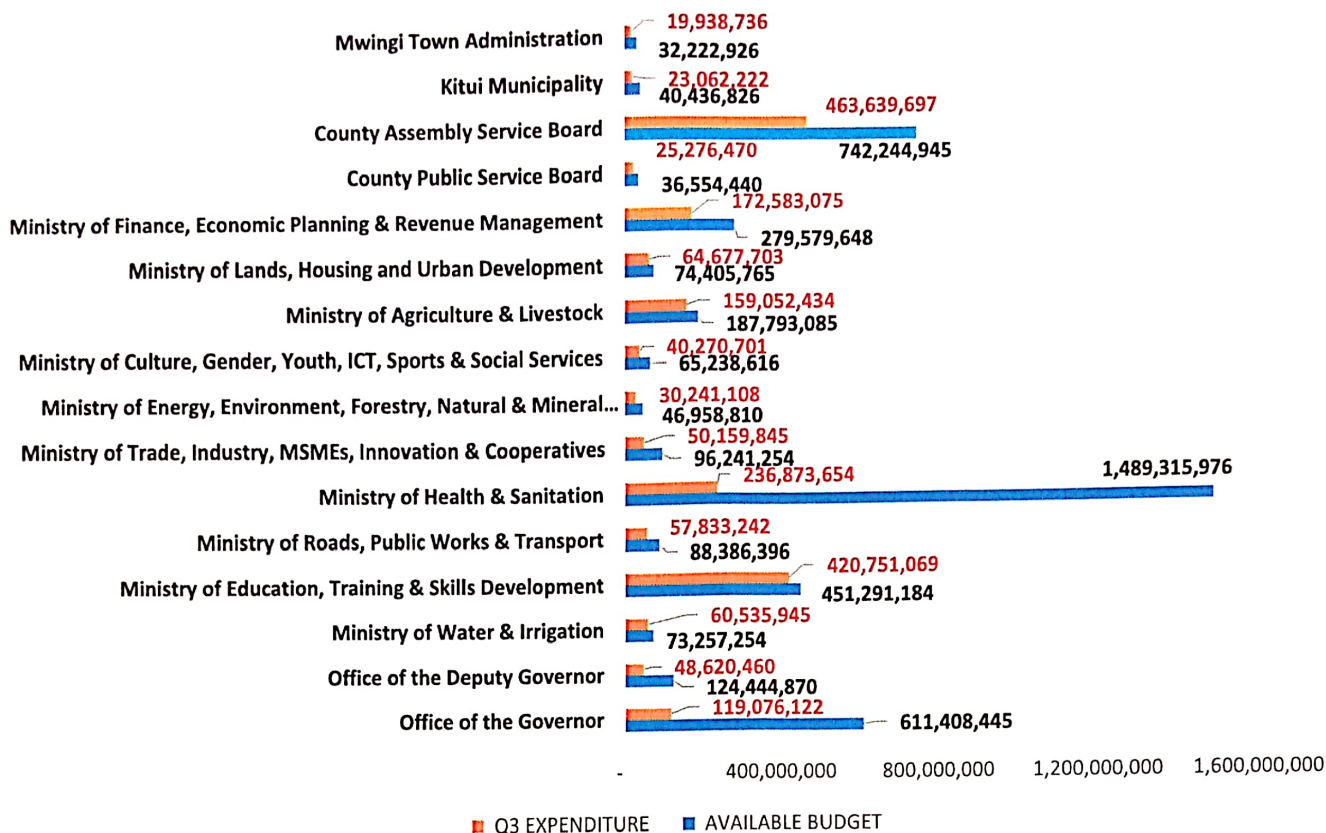 19,938,736
Mwingi Town Administration
32,222,926
Kitui Municipality
23,062,222
40,436,826
463,639,697
County Assembly Service Board
742,244,945
25,276,470
County Public Service Board
36,554,440
172,583,075
Ministry of Finance, Economic Planning & Revenue Management
279,579,648
64,677,703
Ministry of Lands, Housing and Urban Development
74,405,765
159,052,434
Ministry of Agriculture & Livestock
187,793,085
40,270,701
Ministry of Culture, Gender, Youth, ICT, Sports & Social Services
65,238,616
30,241,108
Ministry of Energy, Environment, Forestry, Natural & Mineral...
46,958,810
50,159,845
Ministry of Trade, Industry, MSMEs, Innovation & Cooperatives
96,241,254
236,873,654
1,489,315,976
Ministry of Health & Sanitation
57,833,242
Ministry of Roads, Public Works & Transport
88,386,396
420,751,069
Ministry of Education, Training & Skills Development
451,291,184
60,535,945
Ministry of Water & Irrigation
73,257,254
48,620,460
Office of the Deputy Governor
124,444,870
119,076,122
Office of the Governor
611,408,445
- 400,000,000 800,000,000 1,200,000,000 1,600,000,000
Q3 EXPENDITURE AVAILABLE BUDGET